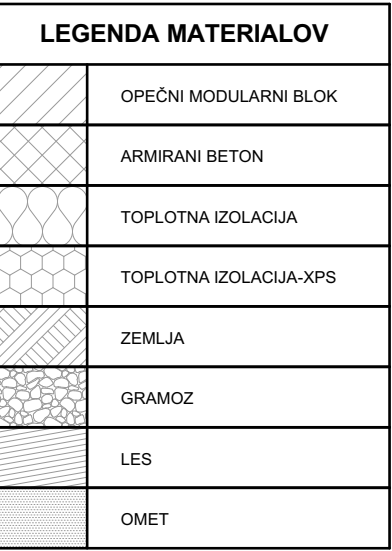 LEGENDA MATERIALOV
OPEČNI MODULARNI BLOK
ARMIRANI BETON
TOPLOTNA IZOLACIJA
TOPLOTNA IZOLACIJA-XPS
ZEMLJA
GRAMOZ
LES
OMET